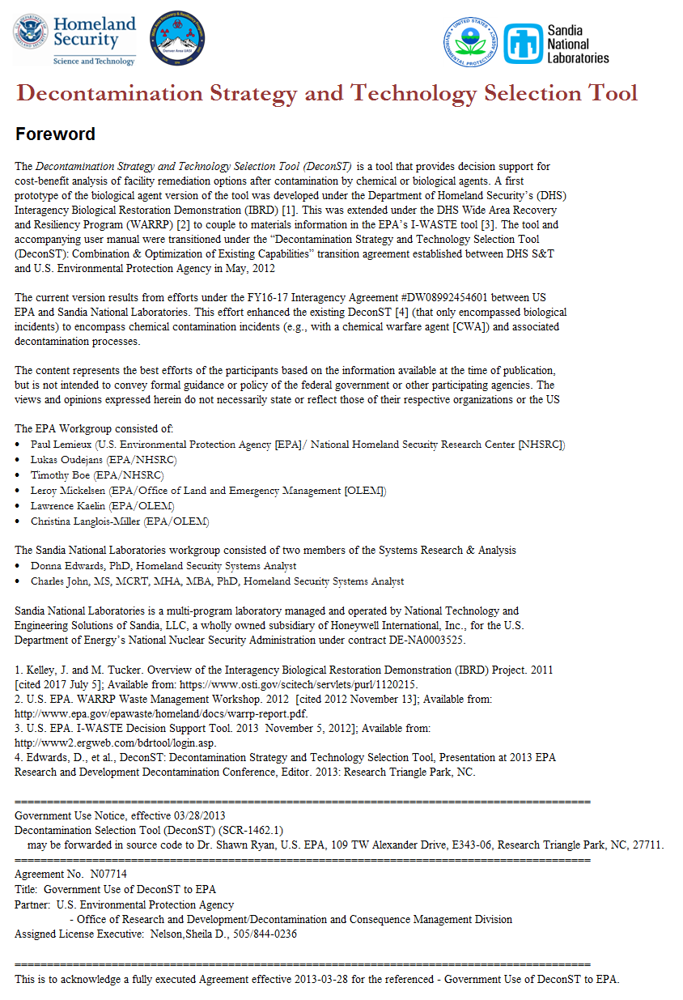 Homeland
Security
Science and Technology
Denver Area UASI
UNITED STATES
ENVIRONMENTAL PROTECTION AGENCY
Sandia
National
Laboratories
Decontamination Strategy and Technology Selection Tool
Foreword
The Decontamination Strategy and Technology Selection Tool (DeconST) is a tool that provides decision support for
cost-benefit analysis of facility remediation options after contamination by chemical or biological agents. A first
prototype of the biological agent version of the tool was developed under the Department of Homeland Security's (DHS)
Interagency Biological Restoration Demonstration (IBRD) [1]. This was extended under the DHS Wide Area Recovery
and Resiliency Program (WARRP) [2] to couple to materials information in the EPA's I-WASTE tool [3]. The tool and
accompanying user manual were transitioned under the “Decontamination Strategy and Technology Selection Tool
(DeconST): Combination & Optimization of Existing Capabilities” transition agreement established between DHS S&T
and U.S. Environmental Protection Agency in May, 2012
The current version results from efforts under the FY16-17 Interagency Agreement #DW08992454601 between US
EPA and Sandia National Laboratories. This effort enhanced the existing DeconST [4] (that only encompassed biological
incidents) to encompass chemical contamination incidents (e.g., with a chemical warfare agent [CWA]) and associated
decontamination processes.
The content represents the best efforts of the participants based on the information available at the time of publication,
but is not intended to convey formal guidance or policy of the federal government or other participating agencies. The
views and opinions expressed herein do not necessarily state or reflect those of their respective organizations or the US
The EPA Workgroup consisted of:
• Paul Lemieux (U.S. Environmental Protection Agency [EPA]/ National Homeland Security Research Center [NHSRC])
• Lukas Oudejans (EPA/NHSRC)
• Timothy Boe (EPA/NHSRC)
• Leroy Mickelsen (EPA/Office of Land and Emergency Management [OLEM])
• Lawrence Kaelin (EPA/OLEM)
• Christina Langlois-Miller (EPA/OLEM)
The Sandia National Laboratories workgroup consisted of two members of the Systems Research & Analysis
• Donna Edwards, PhD, Homeland Security Systems Analyst
• Charles John, MS, MCRT, MHA, MBA, PhD, Homeland Security Systems Analyst
Sandia National Laboratories is a multi-program laboratory managed and operated by National Technology and
Engineering Solutions of Sandia, LLC, a wholly owned subsidiary of Honeywell International, Inc., for the U.S.
Department of Energy's National Nuclear Security Administration under contract DE-NA0003525.
1. Kelley, J. and M. Tucker. Overview of the Interagency Biological Restoration Demonstration (IBRD) Project. 2011
[cited 2017 July 5]; Available from: https://www.osti.gov/scitech/servlets/purl/1120215.
2. U.S. EPA. WARRP Waste Management Workshop. 2012 [cited 2012 November 13]; Available from:
http://www.epa.gov/epawaste/homeland/docs/warrp-report.pdf.
3. U.S. EPA. I-WASTE Decision Support Tool. 2013 November 5, 2012]; Available from:
http://www2.ergweb.com/bdrtool/login.asp.
4. Edwards, D., et al., DeconST: Decontamination Strategy and Technology Selection Tool, Presentation at 2013 EPA
Research and Development Decontamination Conference, Editor. 2013: Research Triangle Park, NC.
=========================================================================================
Government Use Notice, effective 03/28/2013
Decontamination Selection Tool (DeconST) (SCR-1462.1)
may be forwarded in source code to Dr. Shawn Ryan, U.S. EPA, 109 TW Alexander Drive, E343-06, Research Triangle Park, NC, 27711.
=========================================================================================
Agreement No. N07714
Title: Government Use of DeconST to EPA
Partner: U.S. Environmental Protection Agency
- Office of Research and Development/Decontamination and Consequence Management Division
Assigned License Executive: Nelson,Sheila D., 505/844-0236
=========================================================================================
This is to acknowledge a fully executed Agreement effective 2013-03-28 for the referenced - Government Use of DeconST to EPA.